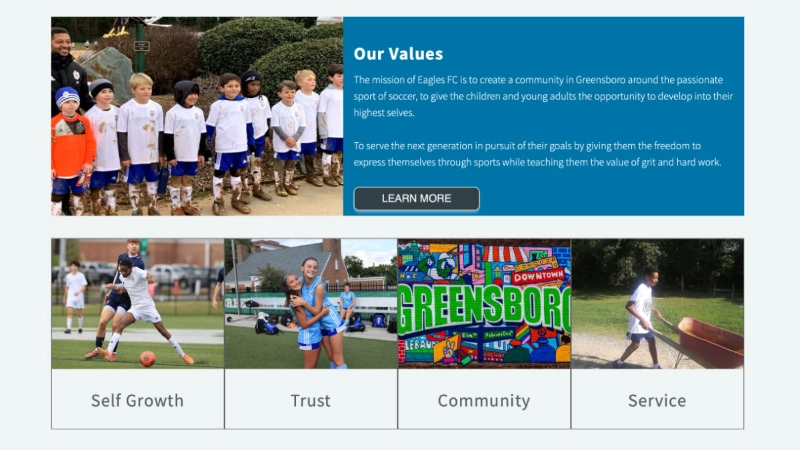 Our Values
The mission of Eagles FC is to create a community in Greensboro around the passionate
sport of soccer, to give the children and young adults the opportunity to develop into their
highest selves.
To serve the next generation in pursuit of their goals by giving them the freedom to
express themselves through sports while teaching them the value of grit and hard work.
LEARN MORE
DOWNTOWN
GREENSBORO
Self Growth
Trust
Community
Service